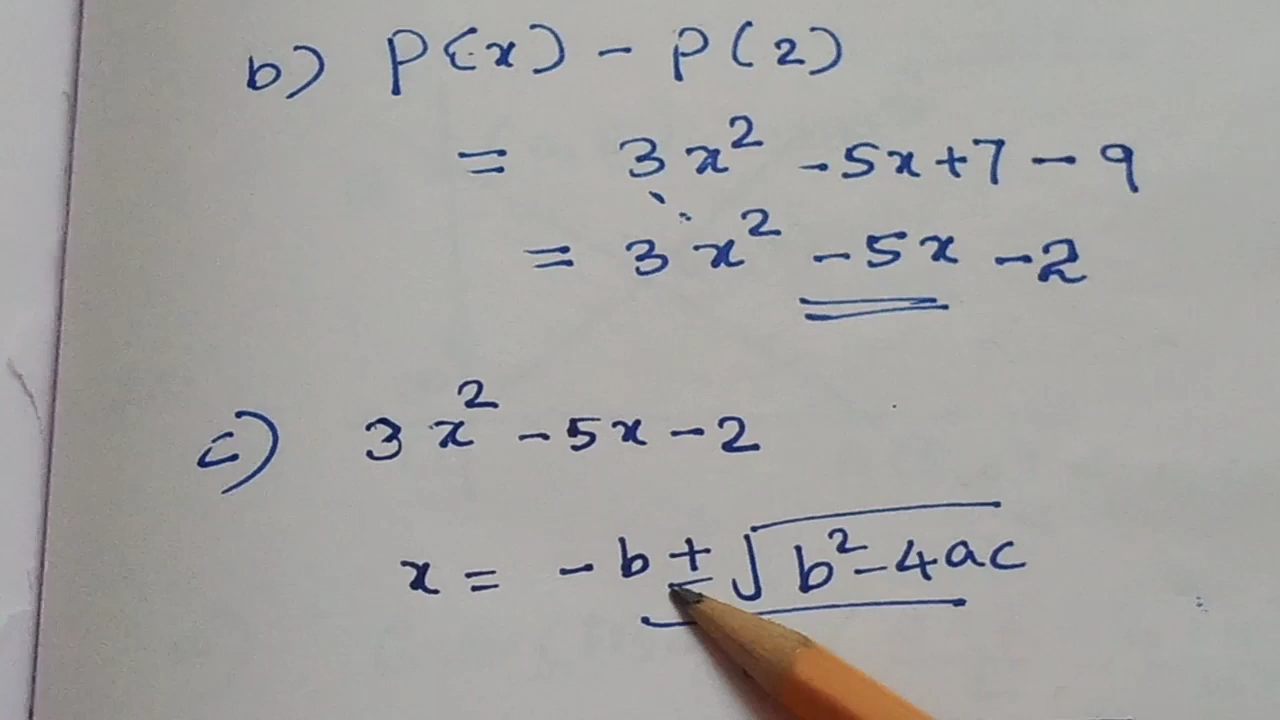 b) P(x) - P(2)
= 3x² - 5x + 7 - 9
= 3x² - 5x - 2
c) 3x² - 5x - 2
x = -b ± √b² - 4ac